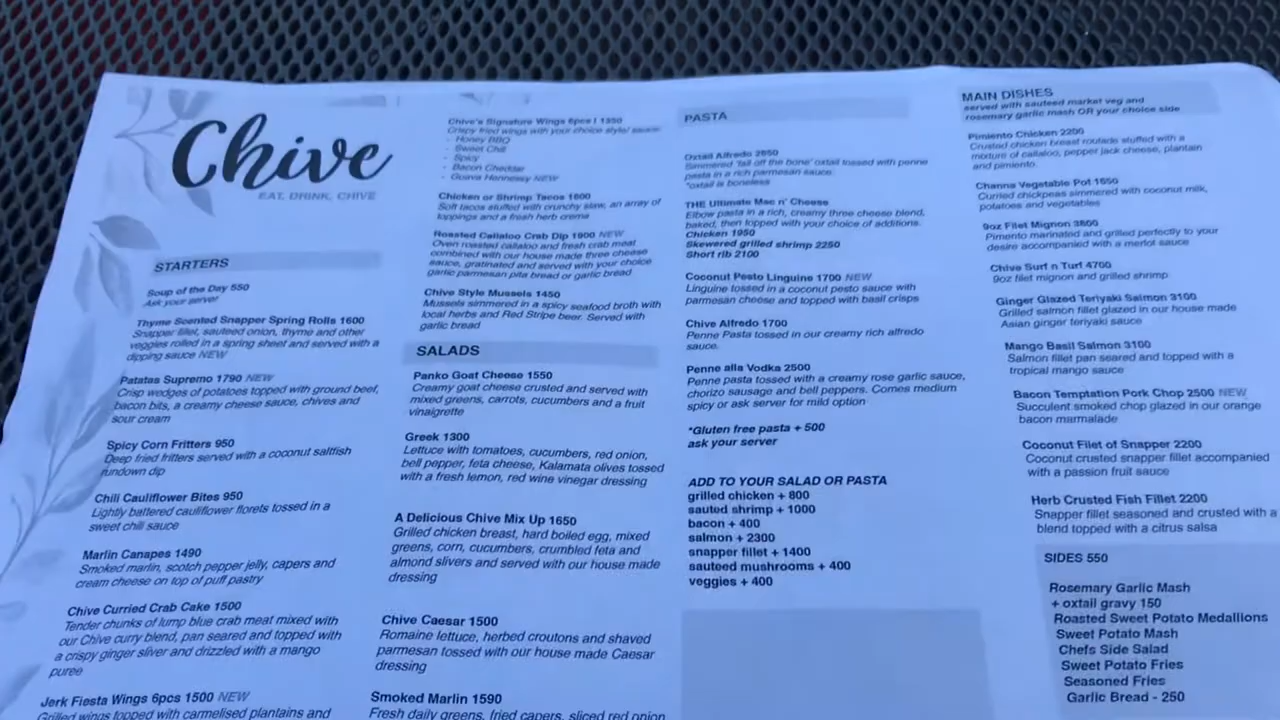 Chive
EAT, DRINK, CHIVE
STARTERS
Soup of the Day 550
Ask your server
Thyme Scented Snapper Spring Rolls 1600
Snapper fillet, sauteed onion, thyme and other
veggies rolled in a spring sheet and served with a
dipping sauce NEW
Patatas Supremo 1790 NEW
Crisp wedges of potatoes topped with ground beef,
bacon bits, a creamy cheese sauce, chives and
sour cream
Spicy Corn Fritters 950
Deep fried fritters served with a coconut saltfish
rundown dip
Chili Cauliflower Bites 950
Lightly battered cauliflower florets tossed in a
sweet chili sauce
Marlin Canapes 1490
Smoked marlin, scotch pepper jelly, capers and
cream cheese on top of puff pastry
Chive Curried Crab Cake 1500
Tender chunks of lump blue crab meat mixed with
our Chive curry blend, pan seared and topped with
a crispy ginger sliver and drizzled with a mango
puree
Jerk Fiesta Wings 6pcs 1500 NEW
Grilled wings topped with carmelised plantains and
Chive's Signature Wings 6pcs | 1350
Crispy fried wings with your choice style/ sauce
- Honey BBQ
- Sweet Chili
- Spicy
- Bacon Cheddar
- Guava Hennessy NEW
Chicken or Shrimp Tacos 1600
Soft tacos stuffed with crunchy slaw, an array of
toppings and a fresh herb crema
Roasted Callaloo Crab Dip 1900 NEW
Oven roasted callaloo and fresh crab meat
combined with our house made three cheese
sauce, gratinated and served with your choice
garlic parmesan pita bread or garlic bread
Chive Style Mussels 1450
Mussels simmered in a spicy seafood broth with
local herbs and Red Stripe beer. Served with
garlic bread
SALADS
Panko Goat Cheese 1550
Creamy goat cheese crusted and served with
mixed greens, carrots, cucumbers and a fruit
vinaigrette
Greek 1300
Lettuce with tomatoes, cucumbers, red onion,
bell pepper, feta cheese, Kalamata olives tossed
with a fresh lemon, red wine vinegar dressing
A Delicious Chive Mix Up 1650
Grilled chicken breast, hard boiled egg, mixed
greens, corn, cucumbers, crumbled feta and
almond slivers and served with our house made
dressing
Chive Caesar 1500
Romaine lettuce, herbed croutons and shaved
parmesan tossed with our house made Caesar
dressing
Smoked Marlin 1590
Fresh daily greens, fried capers, sliced red onion
PASTA
Oxtail Alfredo 2650
Simmered 'fall off the bone' oxtail tossed with penne
pasta in a rich parmesan sauce
*oxtail is boneless
THE Ultimate Mac n' Cheese
Elbow pasta in a rich, creamy three cheese blend,
baked, then topped with your choice of additions.
Chicken 1950
Skewered grilled shrimp 2250
Short rib 2100
Coconut Pesto Linguine 1700 NEW
Linguine tossed in a coconut pesto sauce with
parmesan cheese and topped with basil crisps
Chive Alfredo 1700
Penne Pasta tossed in our creamy rich alfredo
sauce.
Penne alla Vodka 2500
Penne pasta tossed with a creamy rose garlic sauce,
chorizo sausage and bell peppers. Comes medium
spicy or ask server for mild option
*Gluten free pasta + 500
ask your server
ADD TO YOUR SALAD OR PASTA
grilled chicken + 800
sauted shrimp + 1000
bacon + 400
salmon + 2300
snapper fillet + 1400
sauteed mushrooms + 400
veggies + 400
MAIN DISHES
served with sauteed market veg and
rosemary garlic mash OR your choice side
Pimiento Chicken 2200
Crusted chicken breast roulade stuffed with a
mixture of callaloo, pepper jack cheese, plantain
and pimiento.
Channa Vegetable Pot 1650
Curried chickpeas simmered with coconut milk,
potatoes and vegetables
9oz Filet Mignon 3800
Pimento marinated and grilled perfectly to your
desire accompanied with a merlot sauce
Chive Surf n Turf 4700
9oz filet mignon and grilled shrimp
Ginger Glazed Teriyaki Salmon 3100
Grilled salmon fillet glazed in our house made
Asian ginger teriyaki sauce
Mango Basil Salmon 3100
Salmon fillet pan seared and topped with a
tropical mango sauce
Bacon Temptation Pork Chop 2500 NEW
Succulent smoked chop glazed in our orange
bacon marmalade
Coconut Filet of Snapper 2200
Coconut crusted snapper fillet accompanied
with a passion fruit sauce
Herb Crusted Fish Fillet 2200
Snapper fillet seasoned and crusted with a
blend topped with a citrus salsa
SIDES 550
Rosemary Garlic Mash
+ oxtail gravy 150
Roasted Sweet Potato Medallions
Sweet Potato Mash
Chefs Side Salad
Sweet Potato Fries
Seasoned Fries
Garlic Bread - 250